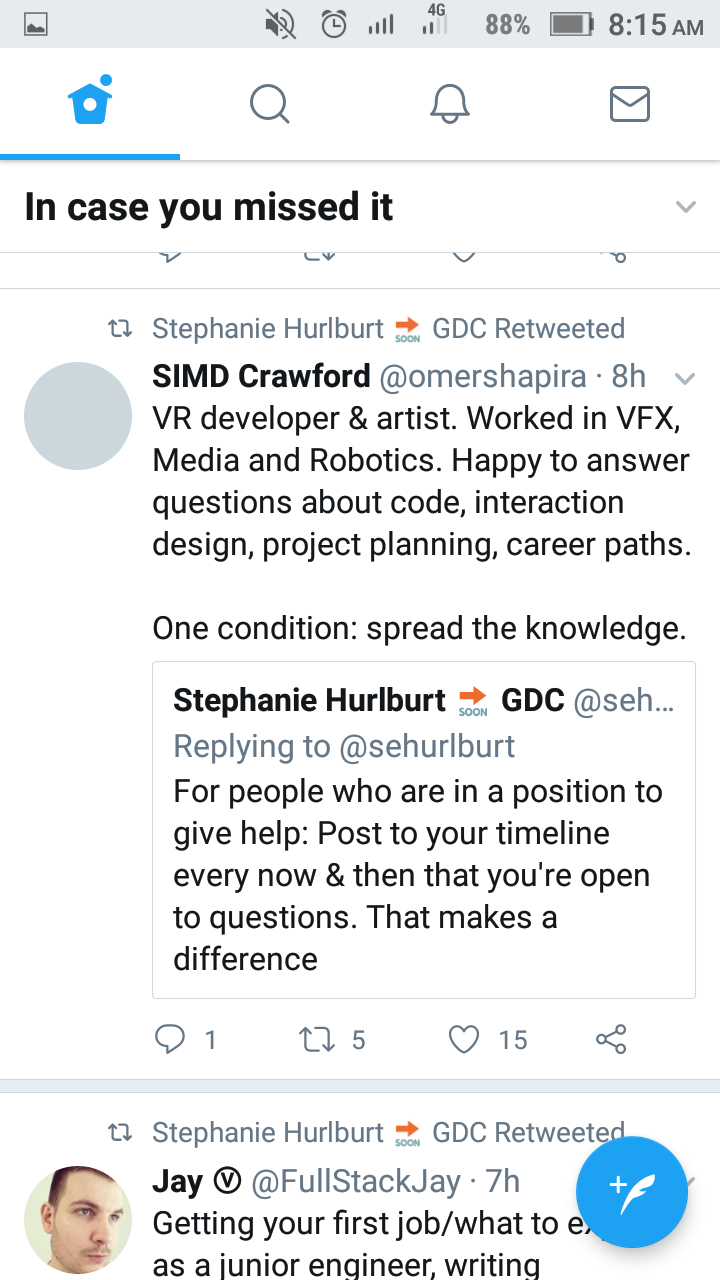 4G
88% 8:15 AM
In case you missed it
Stephanie Hurlburt SOON GDC Retweeted
SIMD Crawford @omershapira · 8h
VR developer & artist. Worked in VFX,
Media and Robotics. Happy to answer
questions about code, interaction
design, project planning, career paths.
One condition: spread the knowledge.
Stephanie Hurlburt SOON GDC @seh...
Replying to @sehurlburt
For people who are in a position to
give help: Post to your timeline
every now & then that you're open
to questions. That makes a
difference
1 5 15
Stephanie Hurlburt SOON GDC Retweeted
Jay Ⓥ @FullStackJay · 7h
Getting your first job/what to
as a junior engineer, writing